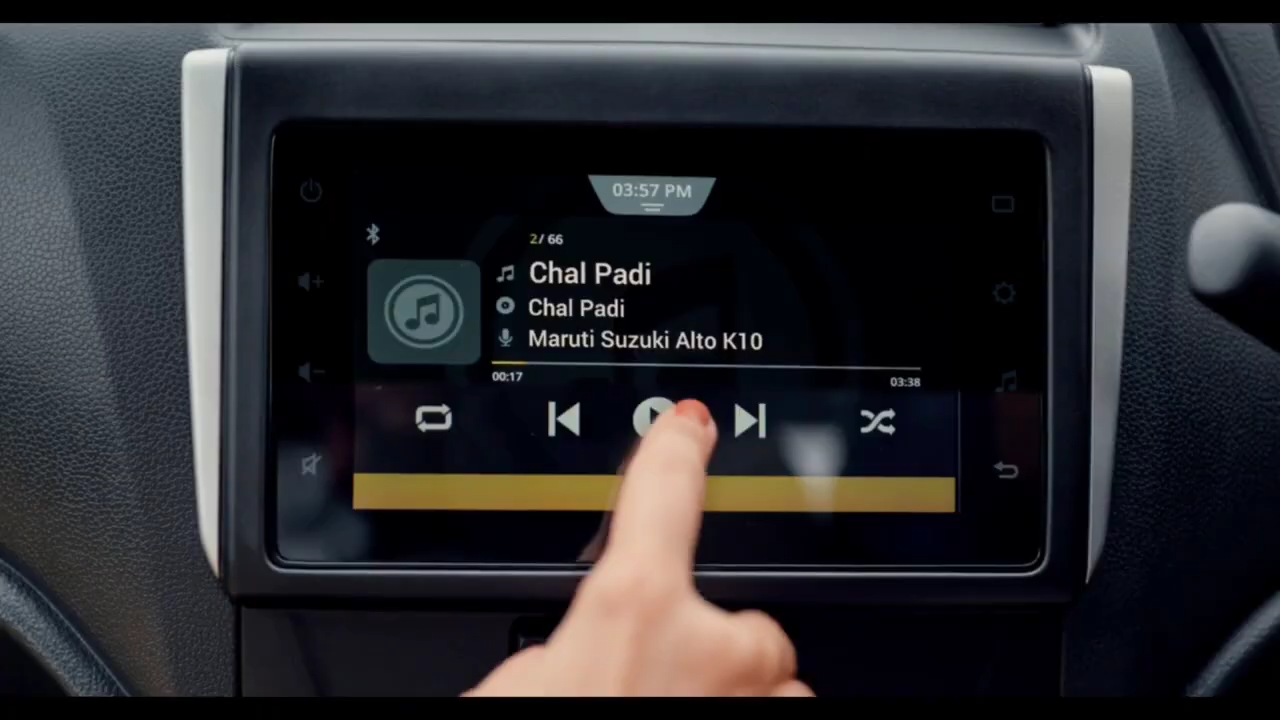 03:57 PM
2/ 66
Chal Padi
Chal Padi
Maruti Suzuki Alto K10
00:17
03:38